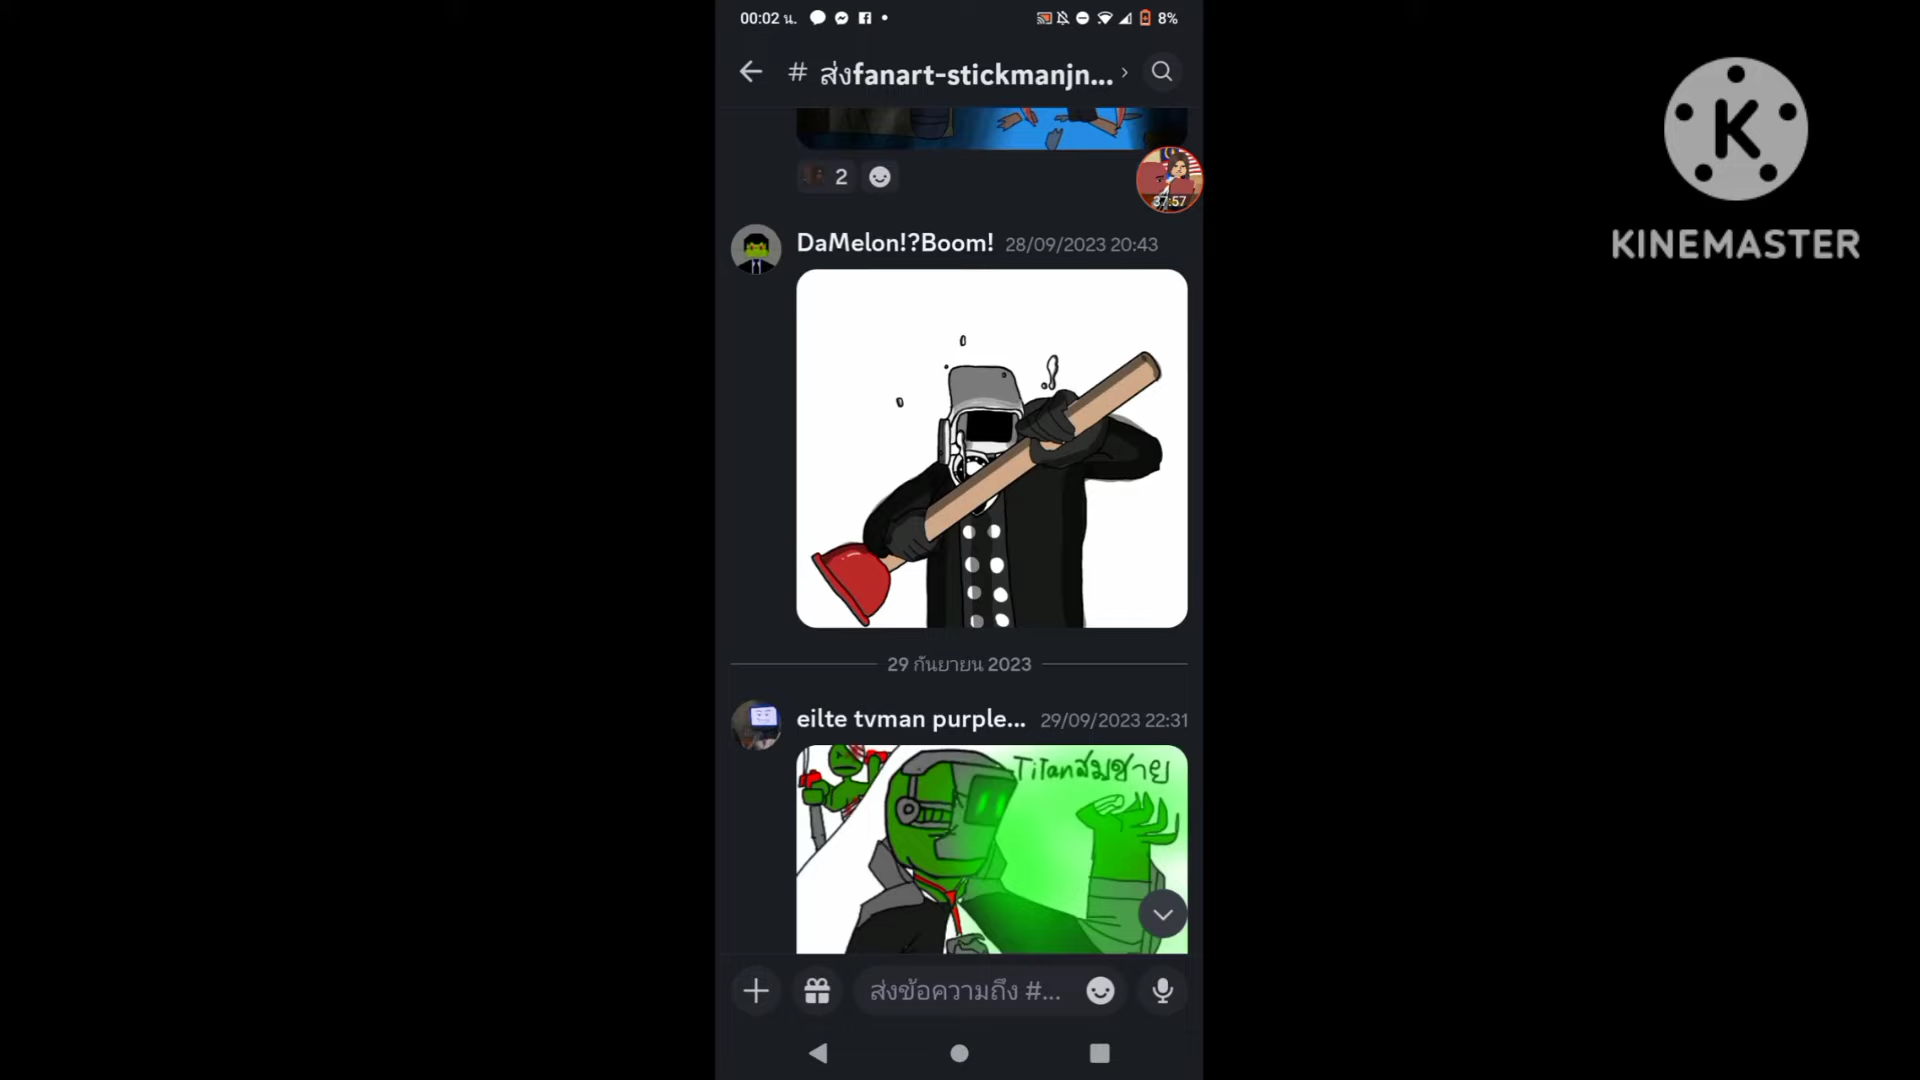 00:02 น.
8%
# ส่งfanart-stickmanjn...
2
37:57
DaMelon!?Boom! 28/09/2023 20:43
29 กันยายน 2023
eilte tvman purple... 29/09/2023 22:31
Titanสมชาย
ส่งข้อความถึง #...
K
KINEMASTER